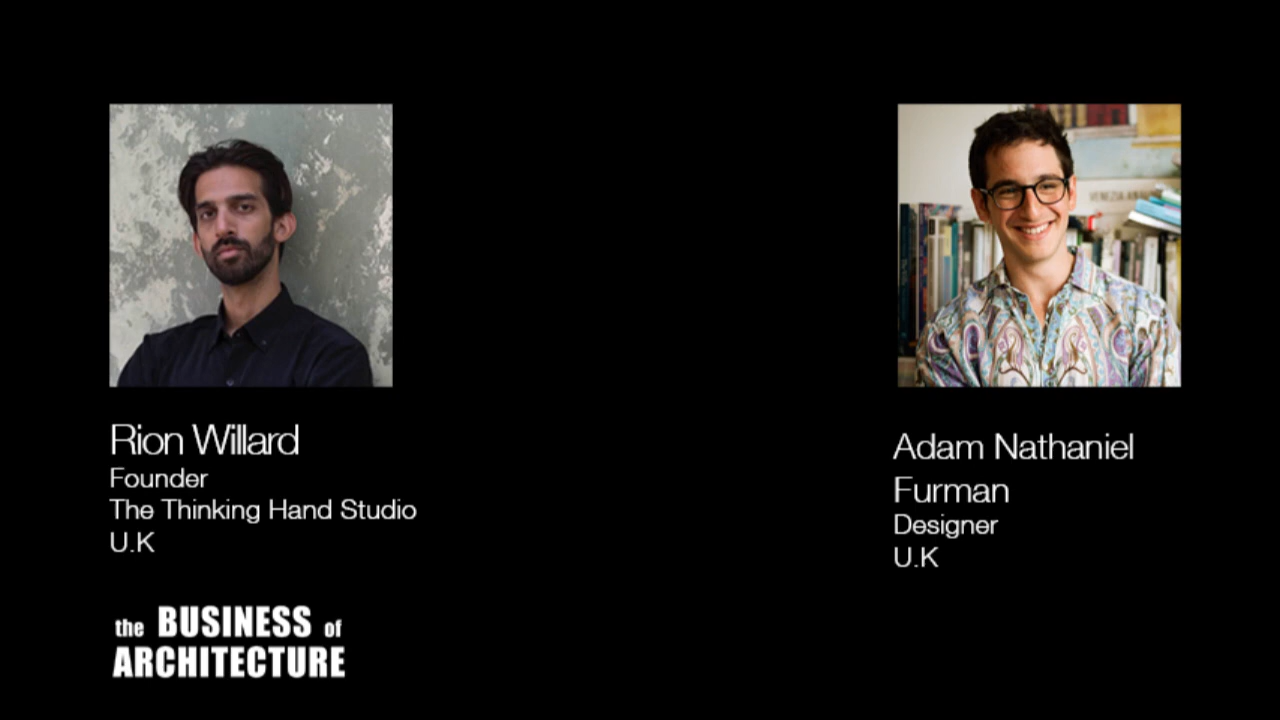 Rion Willard
Founder
The Thinking Hand Studio
U.K
the BUSINESS of
ARCHITECTURE
Adam Nathaniel
Furman
Designer
U.K